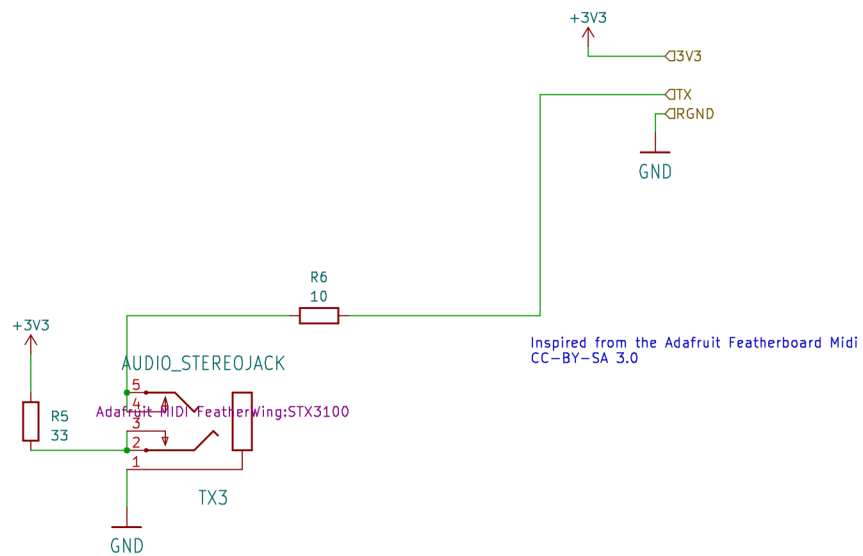 +3V3
3V3
TX
RGND
GND
R6
10
+3V3
Inspired from the Adafruit Featherboard Midi
CC-BY-SA 3.0
AUDIO_STEREOJACK
5
4
Adafruit MIDI FeatherWing:STX3100
R5
33
3
2
1
TX3
GND